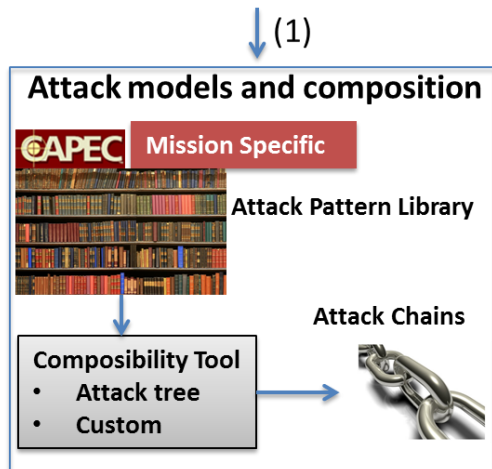 (1)
Attack models and composition
CAPEC
Mission Specific
Attack Pattern Library
Attack Chains
Composibility Tool
• Attack tree
• Custom